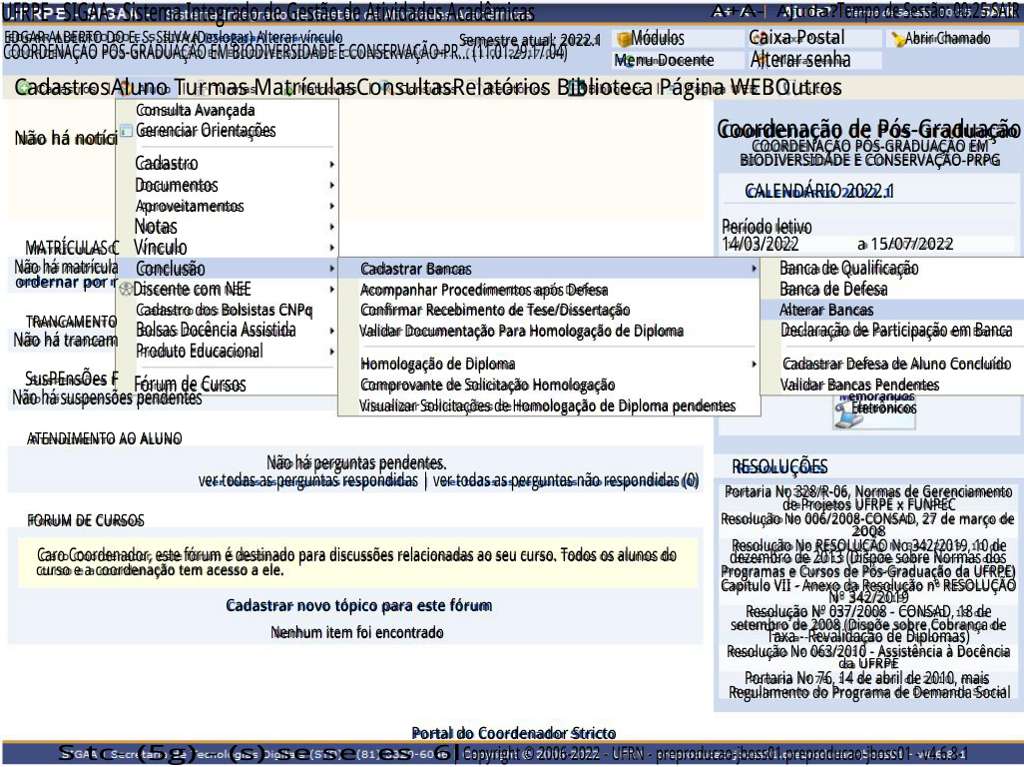 UFRPE - SIGAA - Sistema Integrado de Gestão de Atividades Acadêmicas
A+ A- Ajuda? Tempo de Sessão: 00:25 SAIR
EDGAR ALBERTO DO E. S. SILVA (Deslogar) Alterar vínculo
Semestre atual: 2022.1
Módulos Caixa Postal Abrir Chamado
COORDENAÇÃO PÓS-GRADUAÇÃO EM BIODIVERSIDADE E CONSERVAÇÃO-PR... (11.01.29.17.04)
Menu Docente Alterar senha
Cadastros Aluno Turmas Matrículas Consultas Relatórios Biblioteca Página WEB Outros
Consulta Avançada
Gerenciar Orientações
Não há notíci
Cadastro
Documentos
Aproveitamentos
Notas
MATRÍCULAS C
Vínculo
Não há matrícula
Conclusão
ordenar por
Discente com NEE
Cadastro dos Bolsistas CNPq
TRANCAMENTO
Bolsas Docência Assistida
Não há trancam
Produto Educacional
Fórum de Cursos
Cadastrar Bancas
Acompanhar Procedimentos após Defesa
Confirmar Recebimento de Tese/Dissertação
Validar Documentação Para Homologação de Diploma
Homologação de Diploma
Comprovante de Solicitação Homologação
Visualizar Solicitações de Homologação de Diploma pendentes
Banca de Qualificação
Banca de Defesa
Alterar Bancas
Declaração de Participação em Banca
Cadastrar Defesa de Aluno Concluído
Validar Bancas Pendentes
SusPEnsões F
Não há suspensões pendentes
ATENDIMENTO AO ALUNO
Não há perguntas pendentes.
ver todas as perguntas respondidas | ver todas as perguntas não respondidas (0)
FORUM DE CURSOS
Caro Coordenador, este fórum é destinado para discussões relacionadas ao seu curso. Todos os alunos do
curso e a coordenação tem acesso a ele.
Cadastrar novo tópico para este fórum
Nenhum item foi encontrado
Coordenação de Pós-Graduação
COORDENAÇÃO PÓS-GRADUAÇÃO EM
BIODIVERSIDADE E CONSERVAÇÃO-PRPG
CALENDÁRIO 2022.1
Período letivo
14/03/2022 a 15/07/2022
Memorandos
Eletrônicos
RESOLUÇÕES
Portaria Nº 328/R-06, Normas de Gerenciamento
de Projetos UFRPE x FUNPEC
Resolução No 006/2008-CONSAD, 27 de março de
2008
Resolução No RESOLUÇÃO No 342/2019, 10 de
dezembro de 2013 (Dispõe sobre Normas dos
Programas e Cursos de Pós-Graduação da UFRPE)
Capítulo VII - Anexo da Resolução nº RESOLUÇÃO
Nº 342/2019
Resolução Nº 037/2008 - CONSAD, 18 de
setembro de 2008 (Dispõe sobre Cobrança de
Taxa - Revalidação de Diplomas)
Resolução No 063/2010 - Assistência à Docência
da UFRPE
Portaria No 76, 14 de abril de 2010, mais
Regulamento do Programa de Demanda Social
Portal do Coordenador Stricto
Copyright © 2006-2022 - UFRN - preproducao-jboss01.preproducao-jboss01 - v4.6.8-1